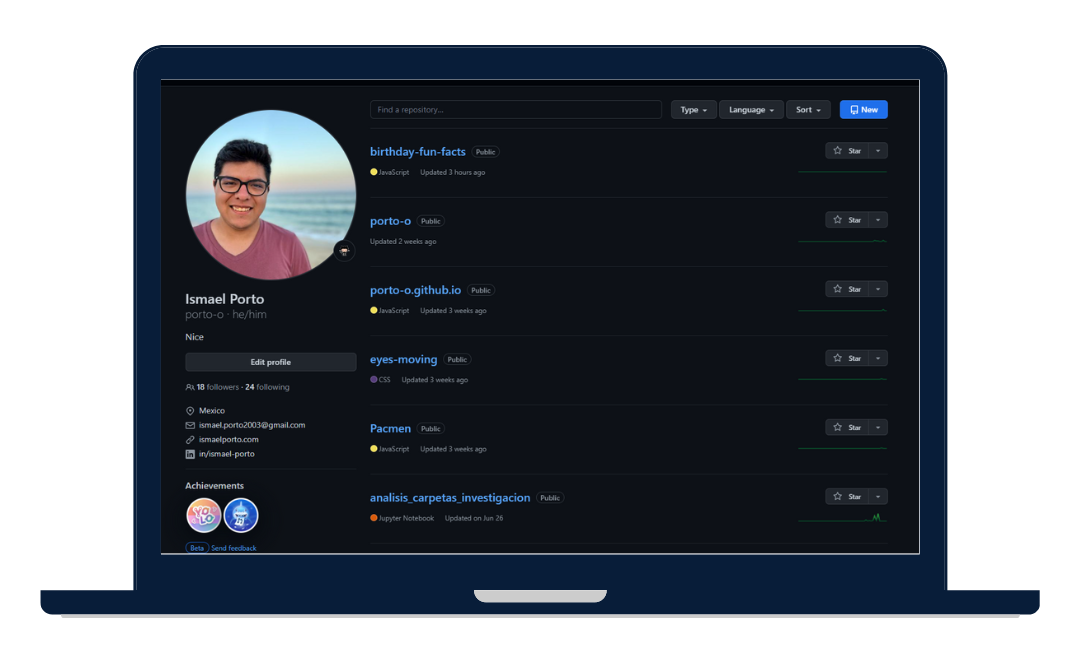 Find a repository...
Type
Language
Sort
New
birthday-fun-facts Public
Star
JavaScript Updated 3 hours ago
porto-o Public
Star
Updated 2 weeks ago
porto-o.github.io Public
Star
JavaScript Updated 3 weeks ago
eyes-moving Public
Star
CSS Updated 3 weeks ago
Pacmen Public
Star
JavaScript Updated 3 weeks ago
analisis_carpetas_investigacion Public
Star
Jupyter Notebook Updated on Jun 26
Ismael Porto
porto-o · he/him
Nice
Edit profile
18 followers · 24 following
Mexico
ismael.porto2003@gmail.com
ismaelporto.com
in/ismael-porto
Achievements
YOLO
Beta Send feedback